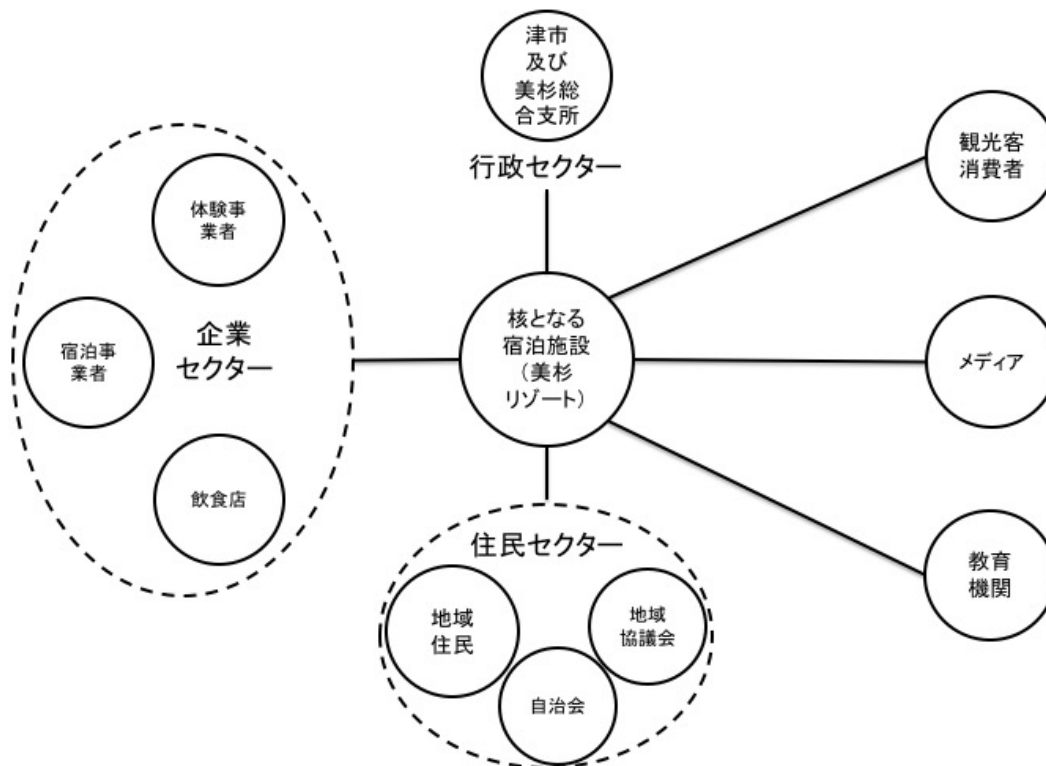 津市
及び
美杉総
合支所
行政セクター
観光客
消費者
体験事
業者
企業
セクター
宿泊事
業者
飲食店
核となる
宿泊施設
（美杉
リゾート）
メディア
住民セクター
地域
住民
地域
協議会
自治会
教育
機関